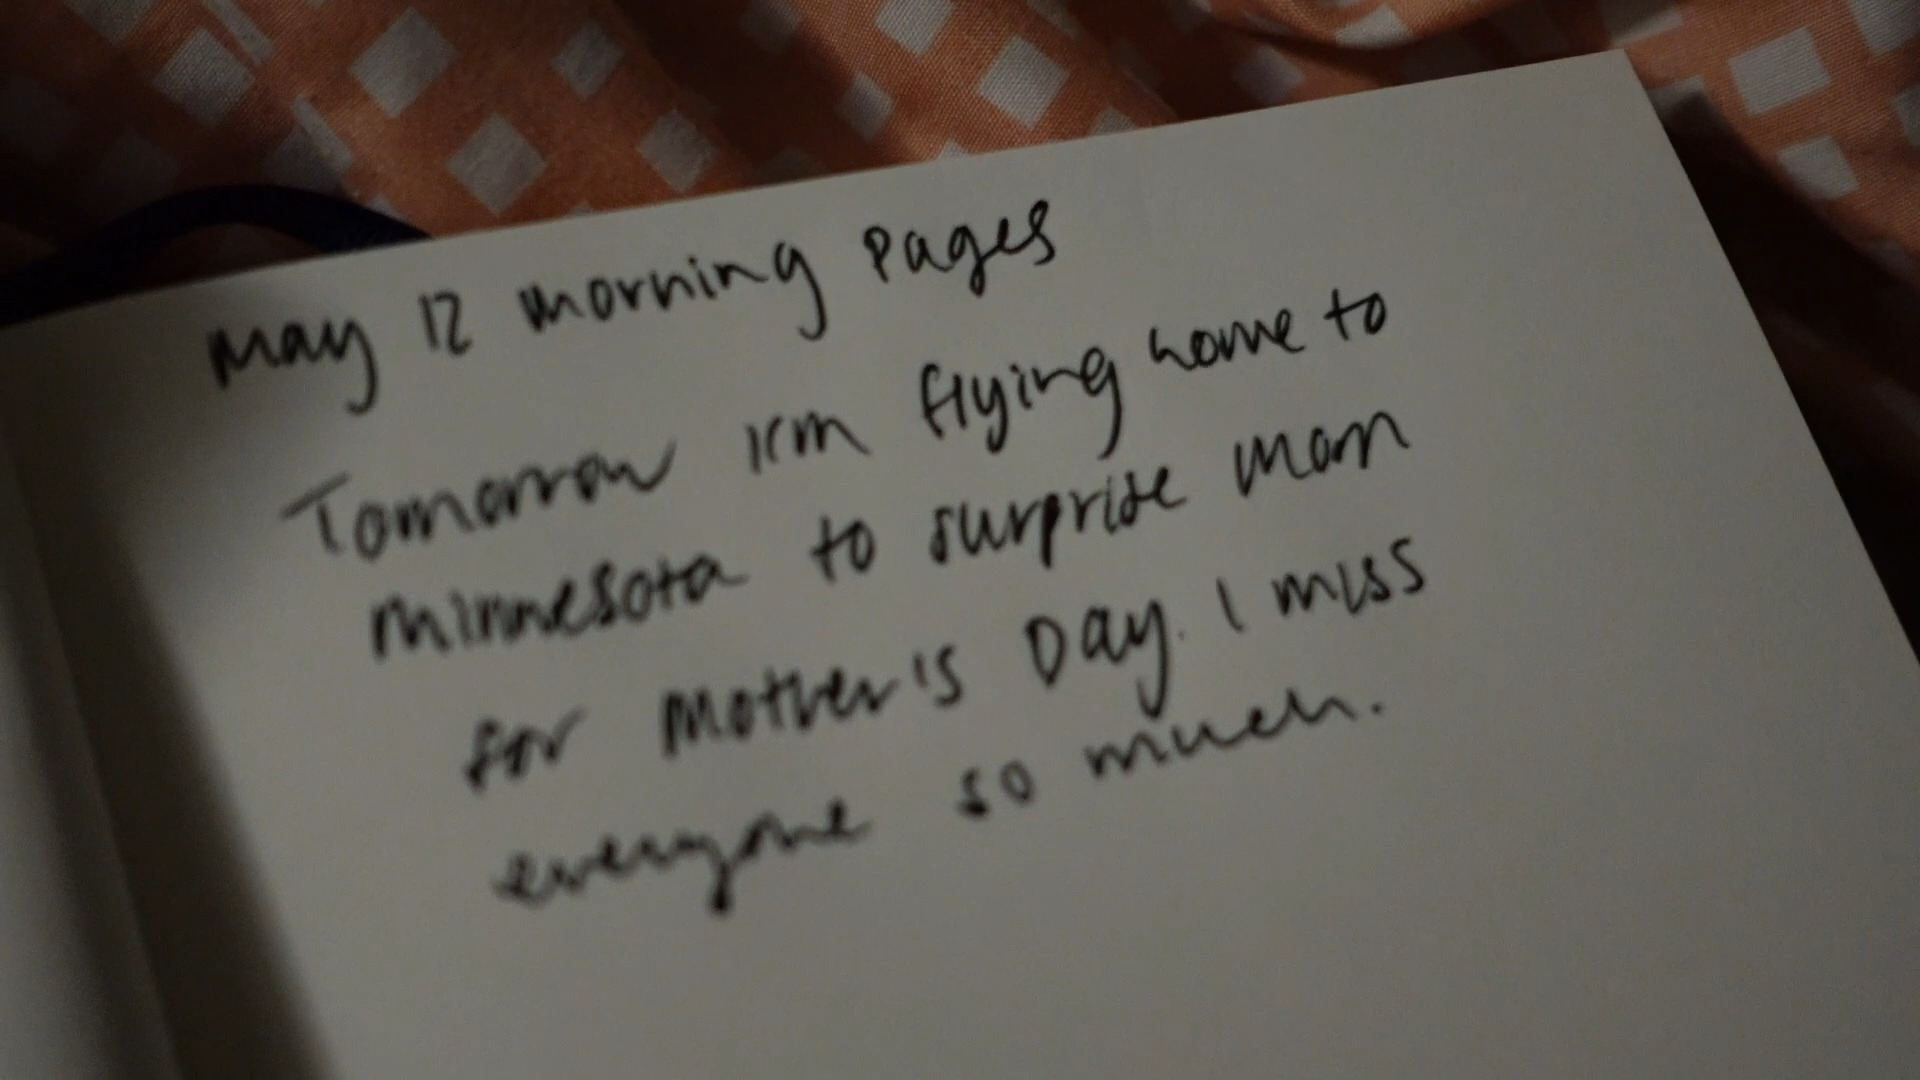 May 12 morning pages
Tomorrow I'm flying home to
Minnesota to surprise mom
for Mother's Day. I miss
everyone so much.